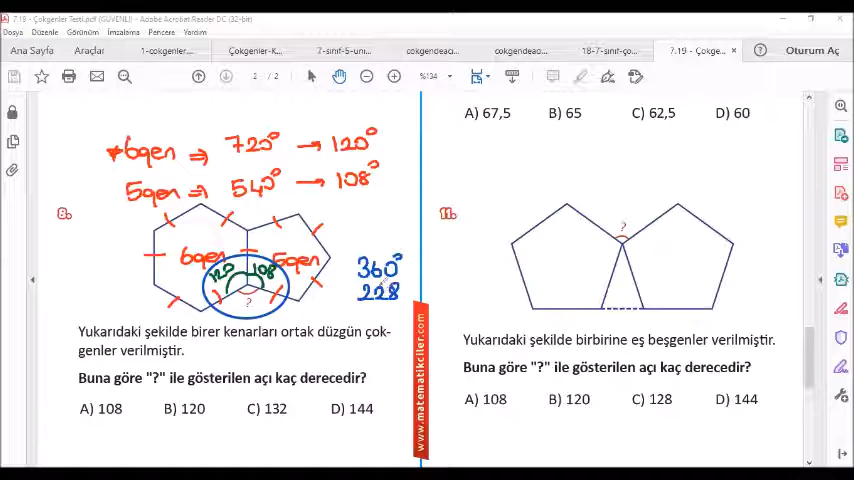 7.19 - Çokgenler Testi.pdf (GÜVENLİ) - Adobe Acrobat Reader DC (32-bit)
Dosya Düzenle Görünüm İmzalama Pencere Yardım
Ana Sayfa Araçlar 1-cokgenler... Çokgenler-K... 7-sinif-5-uni... cokgendeaci... cokgendeac... 18-7-sınıf-ço... 7.19 - Çokge... × Oturum Aç
2 / 2 %134
*6gen ⇒ 720° → 120°
5gen ⇒ 540° → 108°
8.
6gen 5gen
120 108
?
360°
228
Yukarıdaki şekilde birer kenarları ortak düzgün çok-
genler verilmiştir.
Buna göre "?" ile gösterilen açı kaç derecedir?
A) 108 B) 120 C) 132 D) 144
www.matematikciler.com
A) 67,5 B) 65 C) 62,5 D) 60
11.
?
Yukarıdaki şekilde birbirine eş beşgenler verilmiştir.
Buna göre "?" ile gösterilen açı kaç derecedir?
A) 108 B) 120 C) 128 D) 144